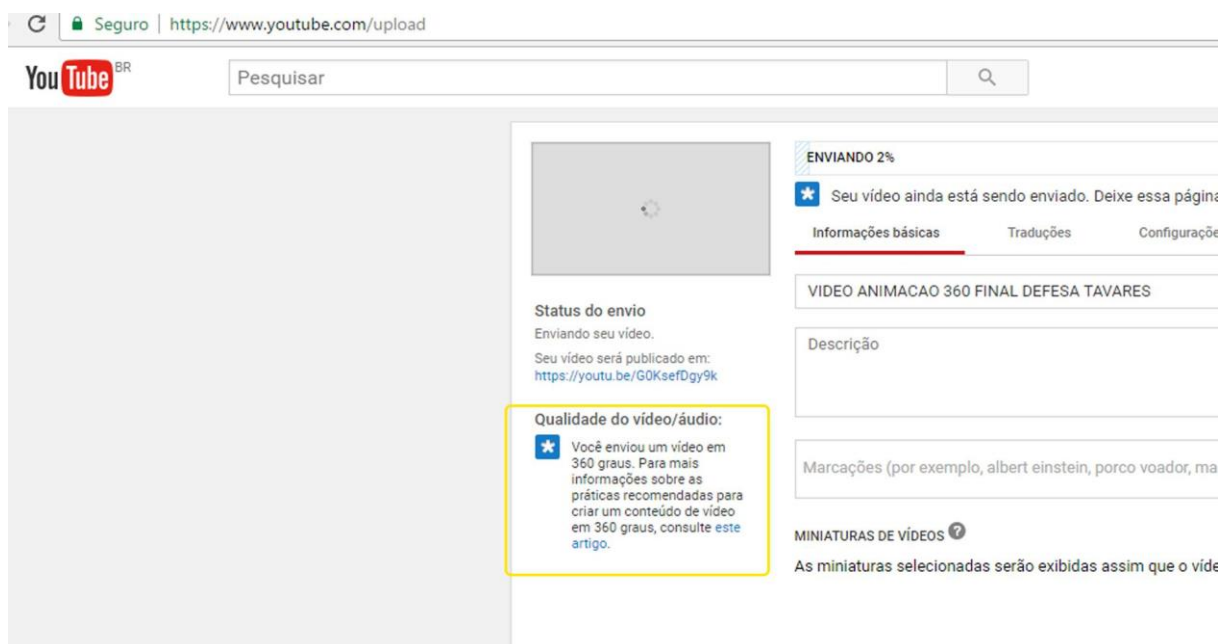 Seguro | https://www.youtube.com/upload
YouTube BR
Pesquisar
ENVIANDO 2%
Seu vídeo ainda está sendo enviado. Deixe essa página
Informações básicas Traduções Configuraçõe
VIDEO ANIMACAO 360 FINAL DEFESA TAVARES
Descrição
Marcações (por exemplo, albert einstein, porco voador, ma
MINIATURAS DE VÍDEOS ?
As miniaturas selecionadas serão exibidas assim que o víde
Status do envio
Enviando seu vídeo.
Seu vídeo será publicado em:
https://youtu.be/G0KsefDgy9k
Qualidade do vídeo/áudio:
Você enviou um vídeo em
360 graus. Para mais
informações sobre as
práticas recomendadas para
criar um conteúdo de vídeo
em 360 graus, consulte este
artigo.